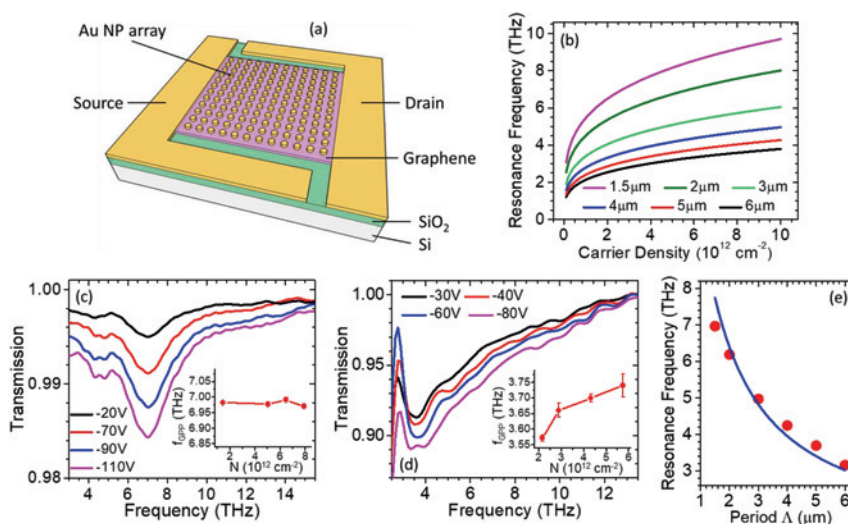 (a)
Au NP array
Source
Drain
Graphene
SiO2
Si
(b)
Resonance Frequency (THz)
10
8
6
4
2
0
1.5μm 2μm 3μm
4μm 5μm 6μm
0 2 4 6 8 10
Carrier Density (10^12 cm^-2)
(c)
Transmission
1.00
0.99
0.98
-20V
-70V
-90V
-110V
fGPP (THz)
7.05
7.00
6.95
6.90
6.85
2 4 6 8
N (10^12 cm^-2)
4 6 8 10 12 14
Frequency (THz)
(d)
Transmission
1.00
0.95
0.90
-30V -40V
-60V -80V
fGPP (THz)
3.75
3.70
3.65
3.60
3.55
2 3 4 5 6
N (10^12 cm^-2)
4 6 8 10 12
Frequency (THz)
(e)
Resonance Frequency (THz)
8
7
6
5
4
3
1 2 3 4 5 6
Period Λ (μm)